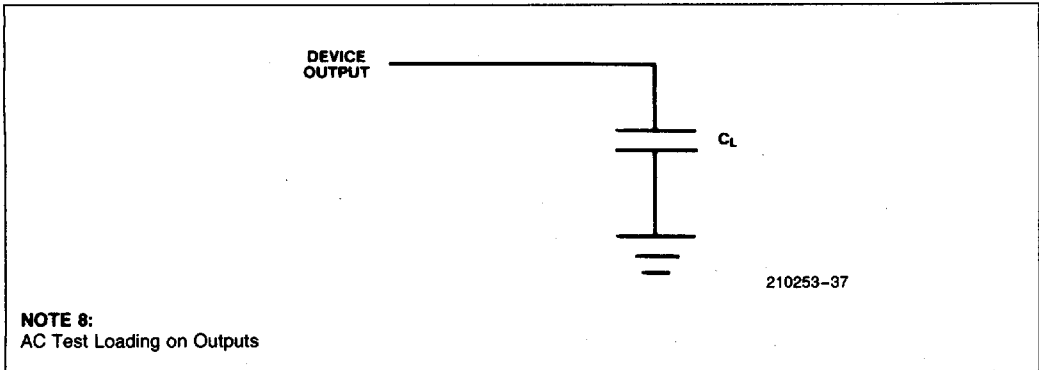 DEVICE
OUTPUT
CL
210253-37
NOTE 8:
AC Test Loading on Outputs